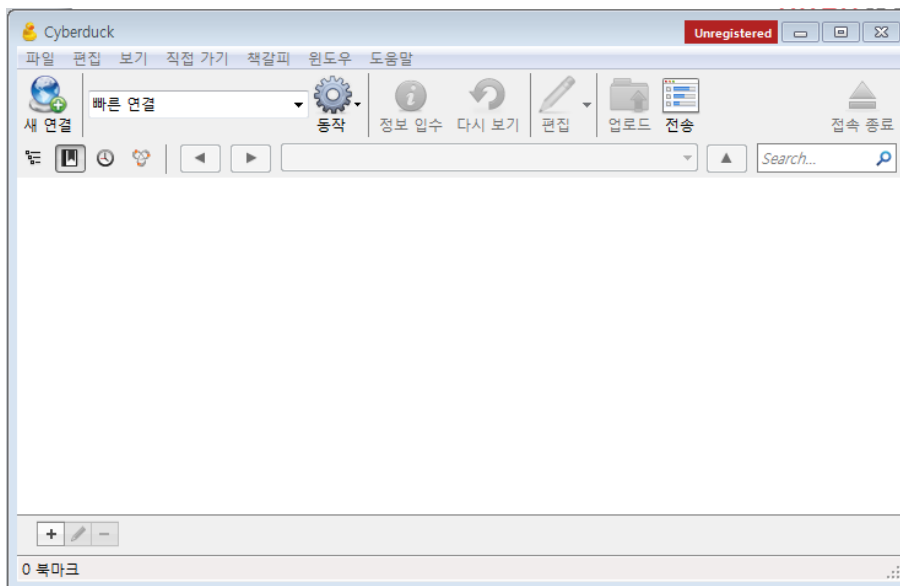 Cyberduck Unregistered
파일 편집 보기 직접 가기 책갈피 윈도우 도움말
빠른 연결
새 연결 동작 정보 입수 다시 보기 편집 업로드 전송 접속 종료
Search...
0 북마크